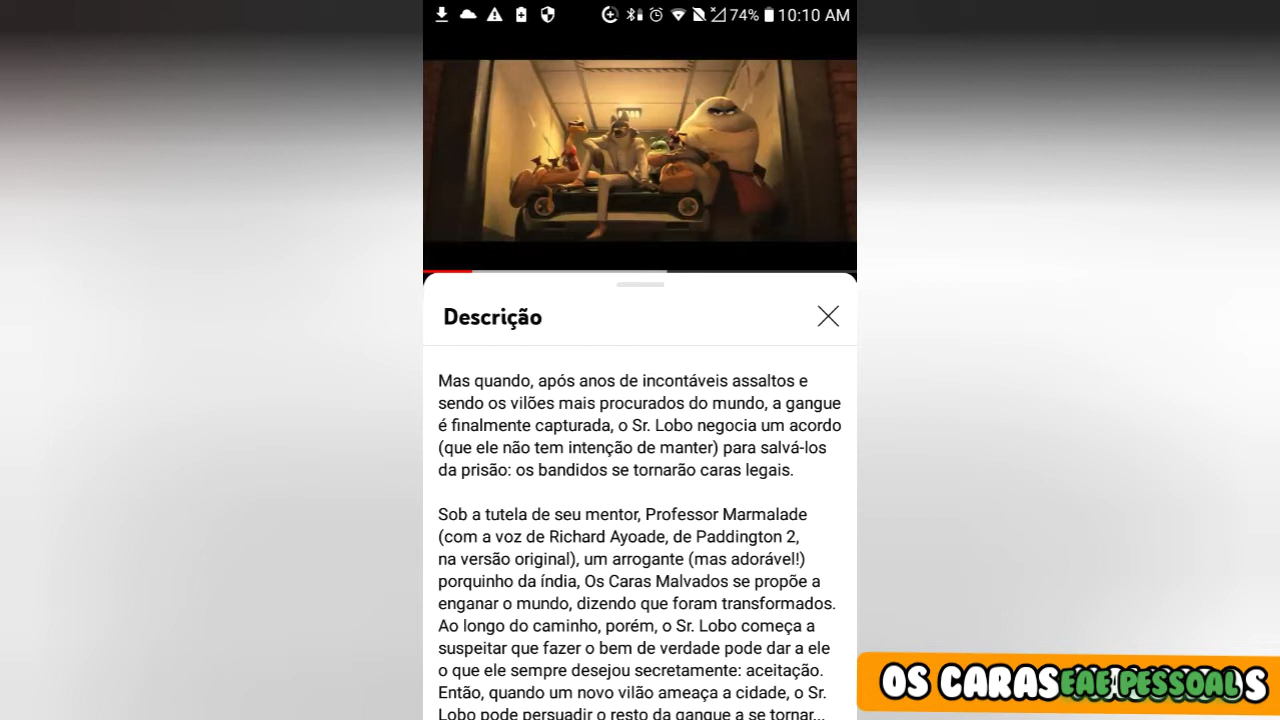 74% 10:10 AM
Descrição
Mas quando, após anos de incontáveis assaltos e
sendo os vilões mais procurados do mundo, a gangue
é finalmente capturada, o Sr. Lobo negocia um acordo
(que ele não tem intenção de manter) para salvá-los
da prisão: os bandidos se tornarão caras legais.
Sob a tutela de seu mentor, Professor Marmalade
(com a voz de Richard Ayoade, de Paddington 2,
na versão original), um arrogante (mas adorável!)
porquinho da índia, Os Caras Malvados se propõe a
enganar o mundo, dizendo que foram transformados.
Ao longo do caminho, porém, o Sr. Lobo começa a
suspeitar que fazer o bem de verdade pode dar a ele
o que ele sempre desejou secretamente: aceitação.
Então, quando um novo vilão ameaça a cidade, o Sr.
Lobo pode persuadir o resto da gangue a se tornar...
OS CARAS
EAE PESSOAL